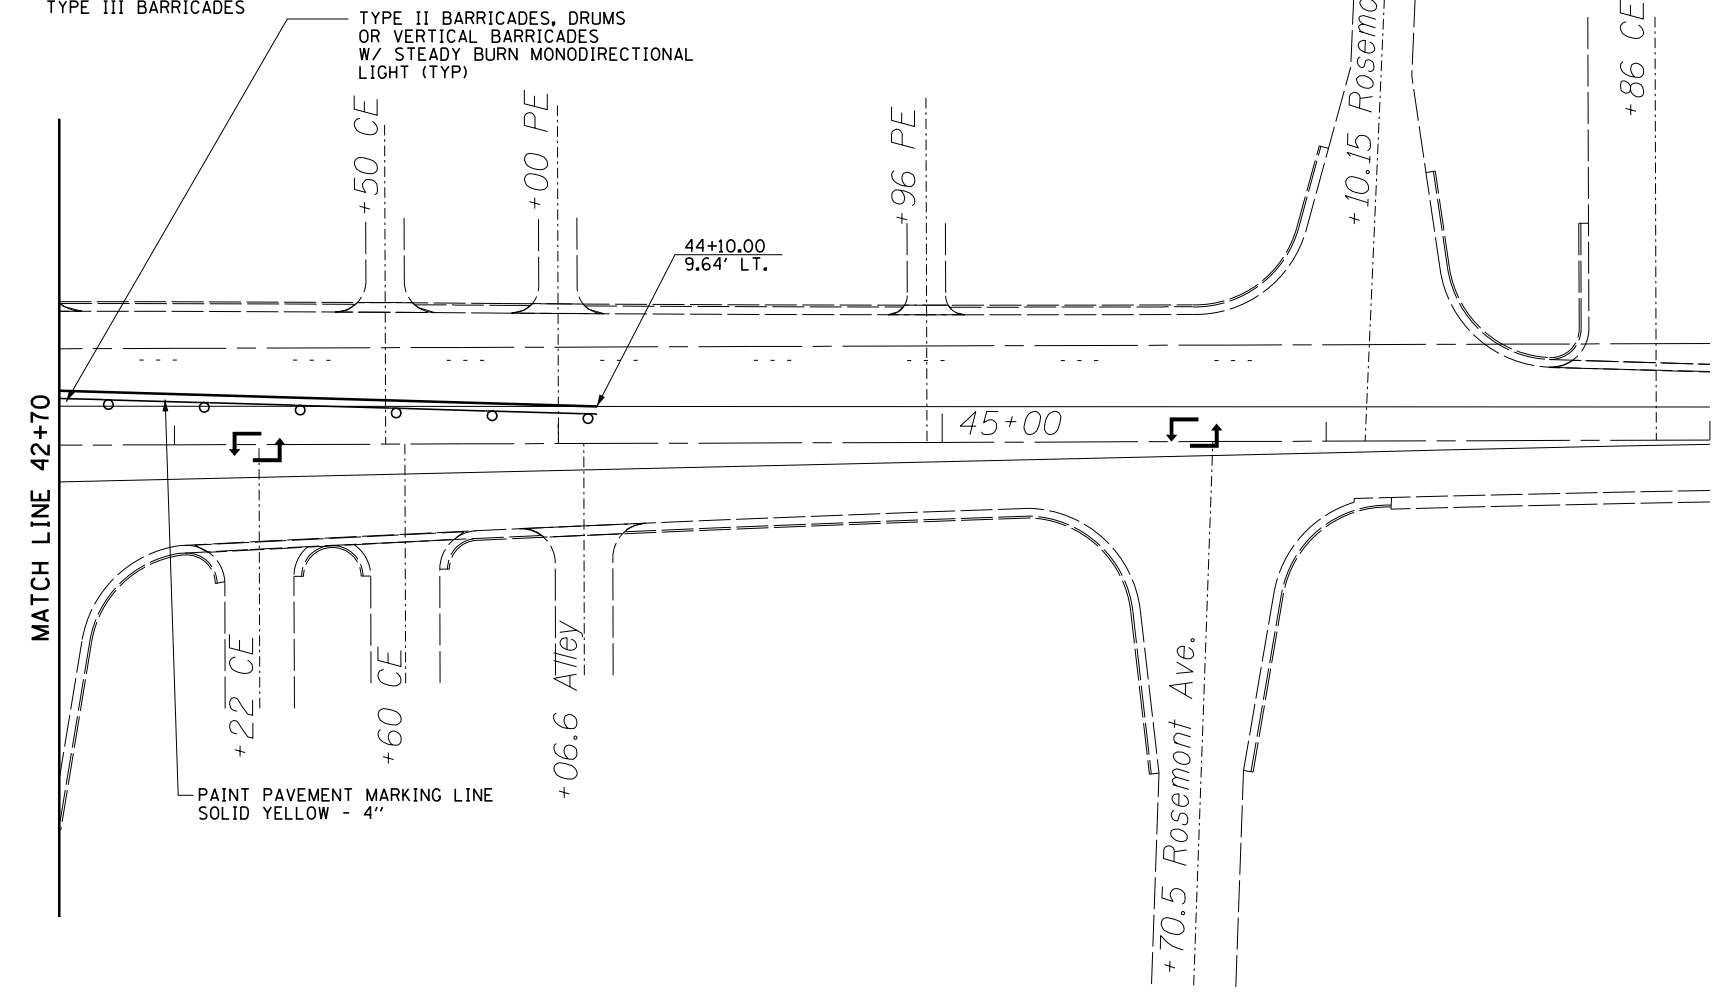 TYPE III BARRICADES
TYPE II BARRICADES, DRUMS
OR VERTICAL BARRICADES
W/ STEADY BURN MONODIRECTIONAL
LIGHT (TYP)
+50 CE
+00 PE
+96 PE
+10.15
+86 CE
44+10.00
9.64' LT.
MATCH LINE 42+70
45+00
+22 CE
+60 CE
+06.6 Alley
+70.5 Rosemont Ave.
PAINT PAVEMENT MARKING LINE
SOLID YELLOW - 4''